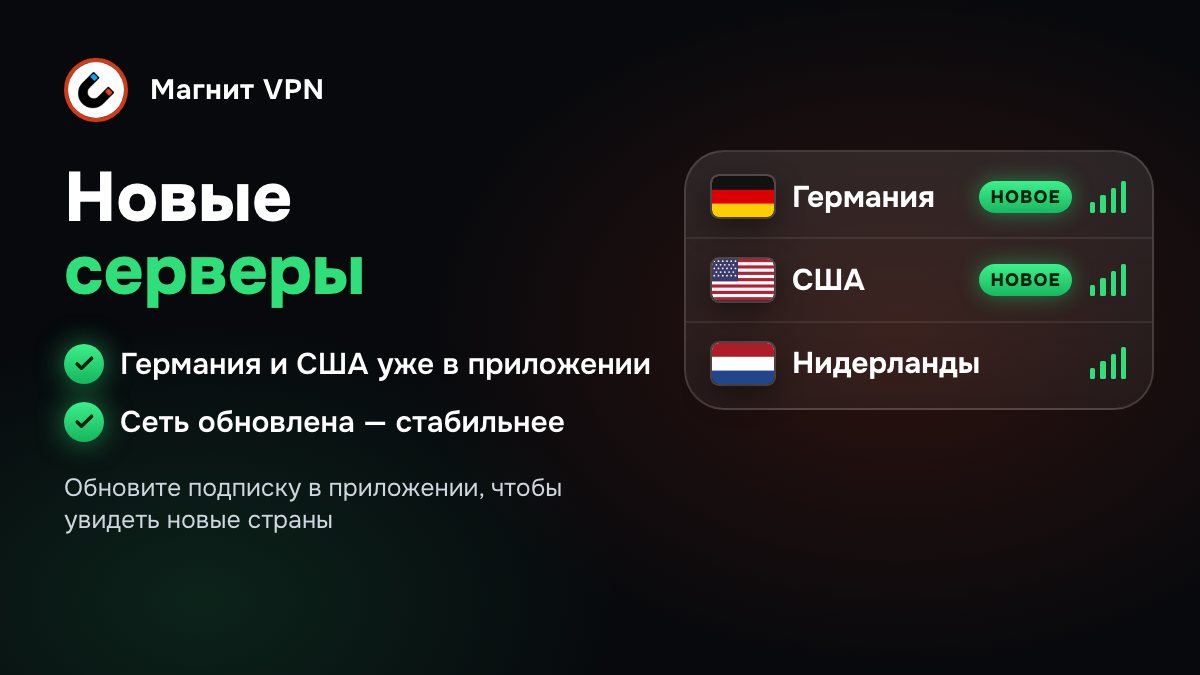 Магнит VPN
Новые
серверы
Германия и США уже в приложении
Сеть обновлена — стабильнее
Обновите подписку в приложении, чтобы
увидеть новые страны
Германия НОВОЕ
США НОВОЕ
Нидерланды